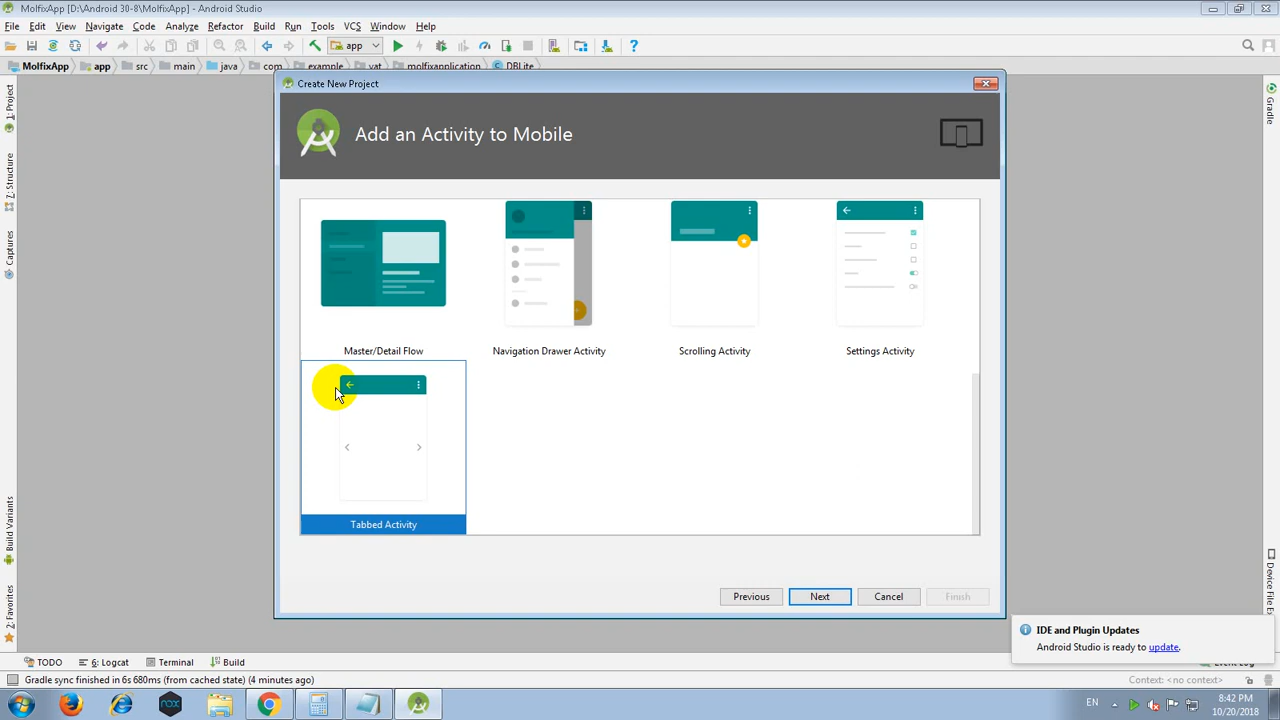 MolfixApp [D:\Android 30-8\MolfixApp] - Android Studio
File Edit View Navigate Code Analyze Refactor Build Run Tools VCS Window Help
app
MolfixApp app src main java com example vat molfixapplication DBLite
Create New Project
Add an Activity to Mobile
Master/Detail Flow
Navigation Drawer Activity
Scrolling Activity
Settings Activity
Tabbed Activity
Previous Next Cancel Finish
1: Project
7: Structure
Captures
Build Variants
2: Favorites
Gradle
Device File Ex
IDE and Plugin Updates
Android Studio is ready to update.
TODO 6: Logcat Terminal Build Event Log
Gradle sync finished in 6s 680ms (from cached state) (4 minutes ago)
Context: <no context>
nox
EN
8:42 PM
10/20/2018